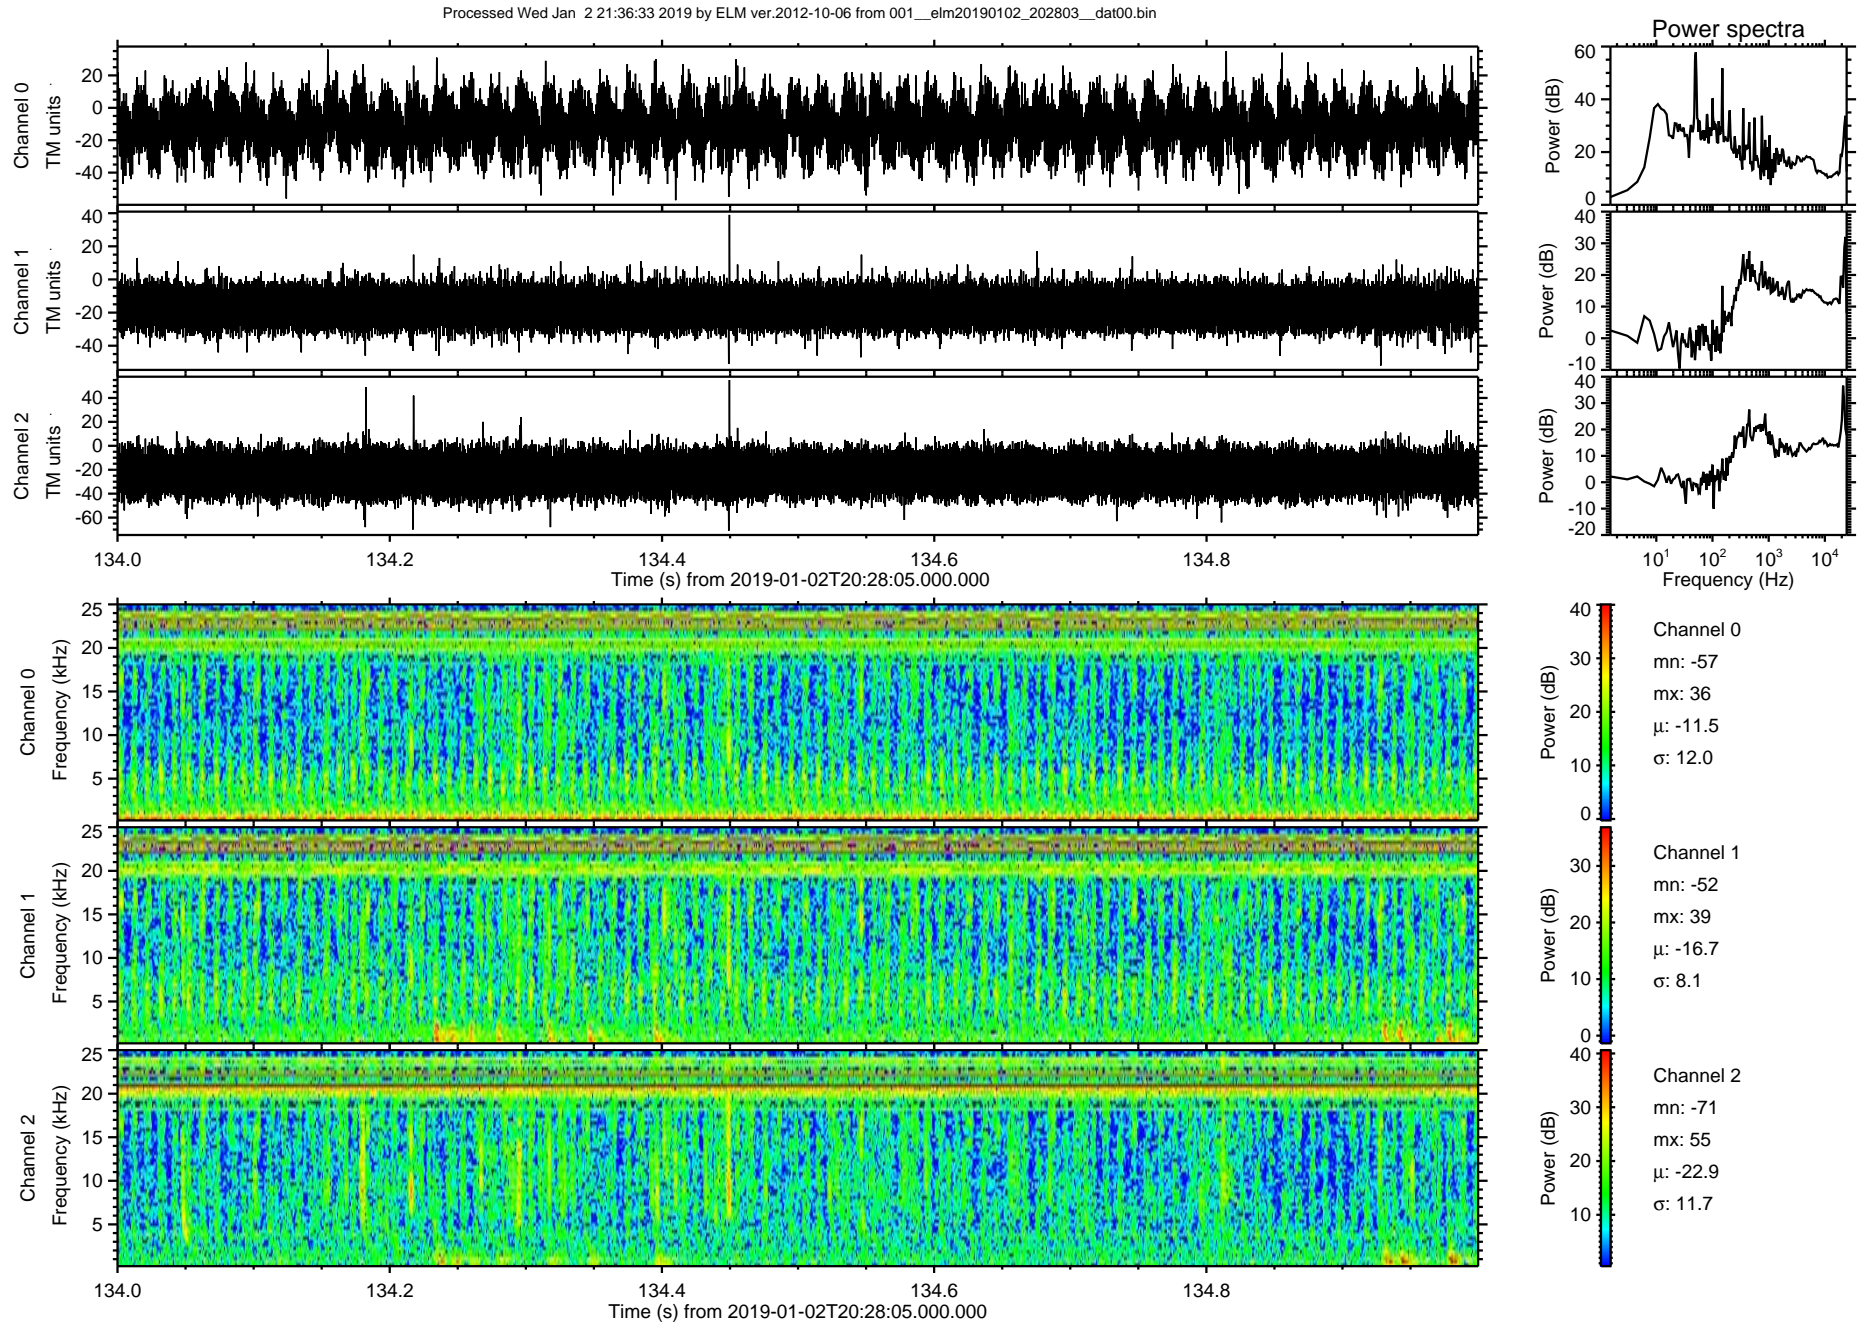 Processed Wed Jan 2 21:36:33 2019 by ELM ver.2012-10-06 from 001__elm20190102_202803__dat00.bin
Power spectra
Channel 0
TM units
20
0
-20
-40
Power (dB)
60
40
20
0
Channel 1
TM units
40
20
0
-20
-40
Power (dB)
40
30
20
10
0
-10
Channel 2
TM units
40
20
0
-20
-40
-60
Power (dB)
40
30
20
10
0
-10
-20
134.0 134.2 134.4 134.6 134.8
Time (s) from 2019-01-02T20:28:05.000.000
10¹ 10² 10³ 10⁴
Frequency (Hz)
Channel 0
Frequency (kHz)
25
20
15
10
5
Power (dB)
40
30
20
10
0
Channel 0
mn: -57
mx: 36
μ: -11.5
σ: 12.0
Channel 1
Frequency (kHz)
25
20
15
10
5
Power (dB)
30
20
10
0
Channel 1
mn: -52
mx: 39
μ: -16.7
σ: 8.1
Channel 2
Frequency (kHz)
25
20
15
10
5
Power (dB)
40
30
20
10
Channel 2
mn: -71
mx: 55
μ: -22.9
σ: 11.7
134.0 134.2 134.4 134.6 134.8
Time (s) from 2019-01-02T20:28:05.000.000